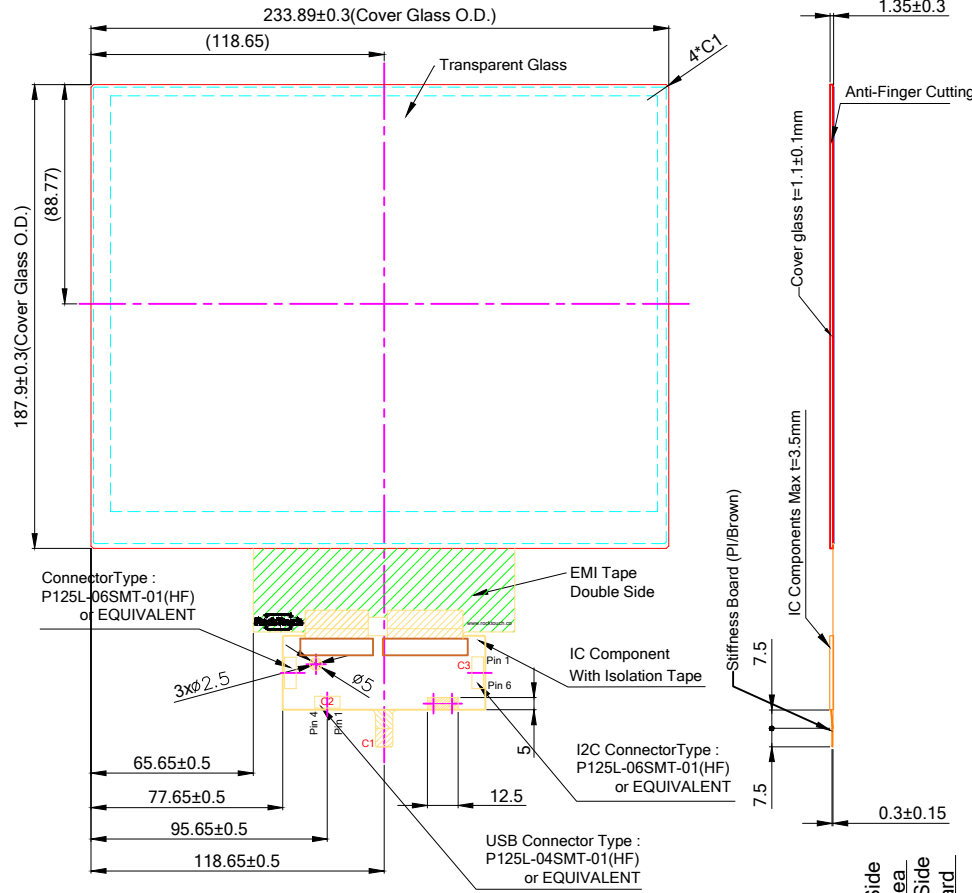 233.89±0.3(Cover Glass O.D.)
(118.65)
Transparent Glass
4*C1
1.35±0.3
Anti-Finger Cutting
187.9±0.3(Cover Glass O.D.)
(88.77)
Cover glass t=1.1±0.1mm
ConnectorType :
P125L-06SMT-01(HF)
or EQUIVALENT
EMI Tape
Double Side
RockTouch
www.rocktouch.co
IC Components Max t=3.5mm
Stiffness Board (PI/Brown)
IC Component
With Isolation Tape
C3
Pin 1
Pin 6
3xø2.5
ø5
C2
Pin 4
Pin 1
C1
5
7.5
7.5
65.65±0.5
77.65±0.5
95.65±0.5
118.65±0.5
12.5
I2C ConnectorType :
P125L-06SMT-01(HF)
or EQUIVALENT
USB Connector Type :
P125L-04SMT-01(HF)
or EQUIVALENT
0.3±0.15
Side